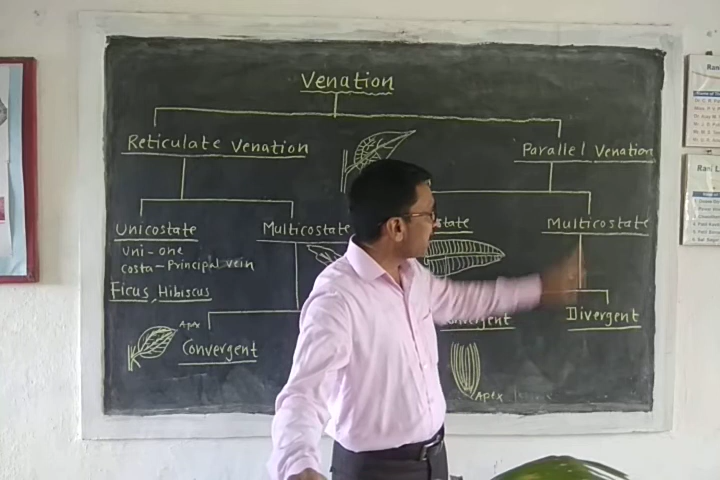 Venation
Reticulate Venation
Parallel Venation
Unicostate
Multicostate
Multicostate
Uni - one
Costa - Principal vein
Ficus, Hibiscus
Apex
Convergent
Divergent
Apex